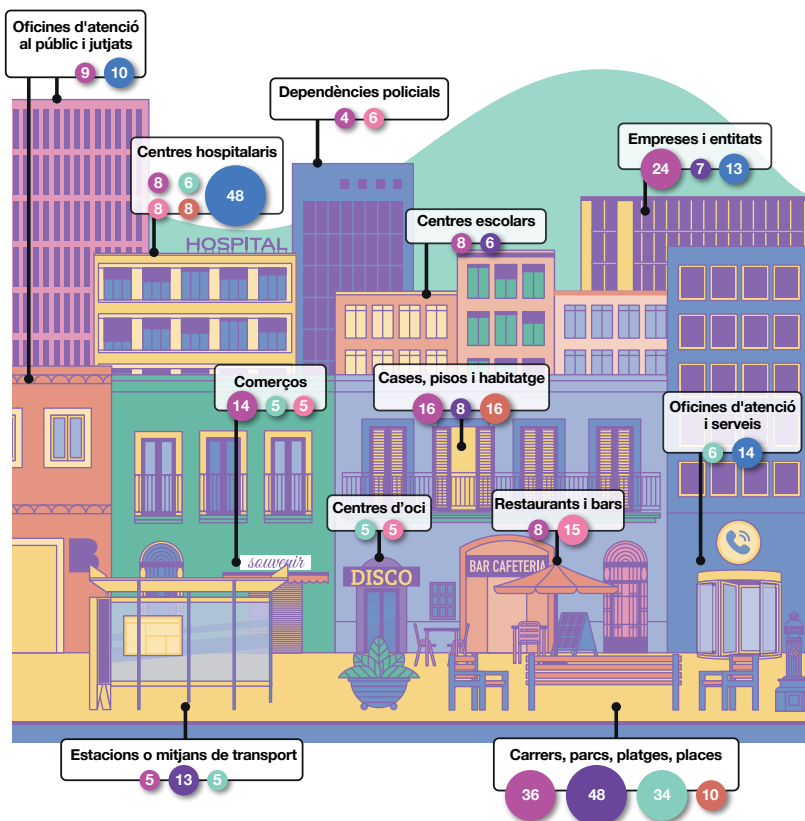 Oficines d'atenció
al públic i jutjats
9 10
Dependències policials
4 6
Centres hospitalaris
8 6 48
8 8
Empreses i entitats
24 7 13
HOSPITAL
Centres escolars
8 6
Comerços
14 5 5
Cases, pisos i habitatge
16 8 16
Oficines d'atenció
i serveis
6 14
Centres d'oci
5 5
Restaurants i bars
8 15
souvenir
DISCO
BAR CAFETERIA
B
Estacions o mitjans de transport
5 13 5
Carrers, parcs, platges, places
36 48 34 10